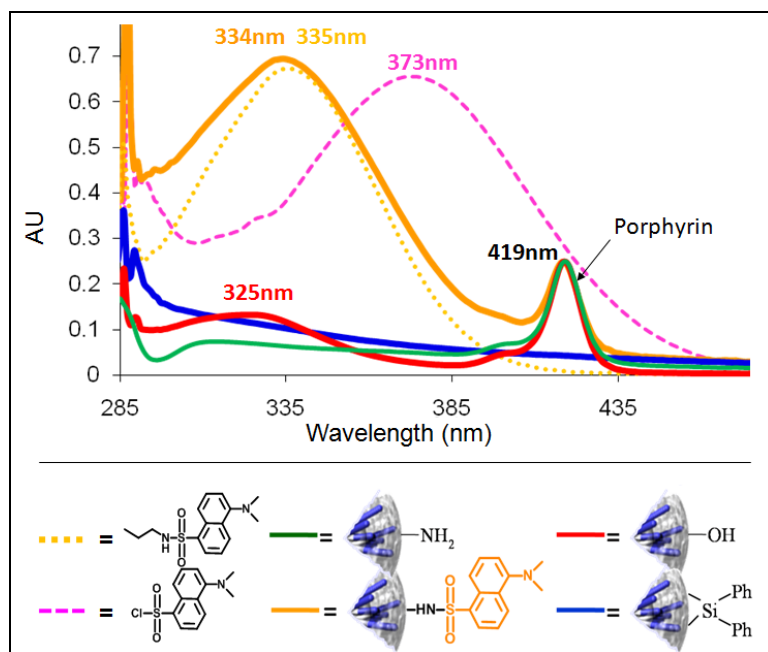 334nm 335nm
373nm
0.7
0.6
0.5
0.4
0.3
0.2
0.1
0
AU
Porphyrin
419nm
325nm
285 335 385 435
Wavelength (nm)
= N H S O O N
= NH2
= OH
= Cl S O O N
= HN S O O N
= Si Ph Ph